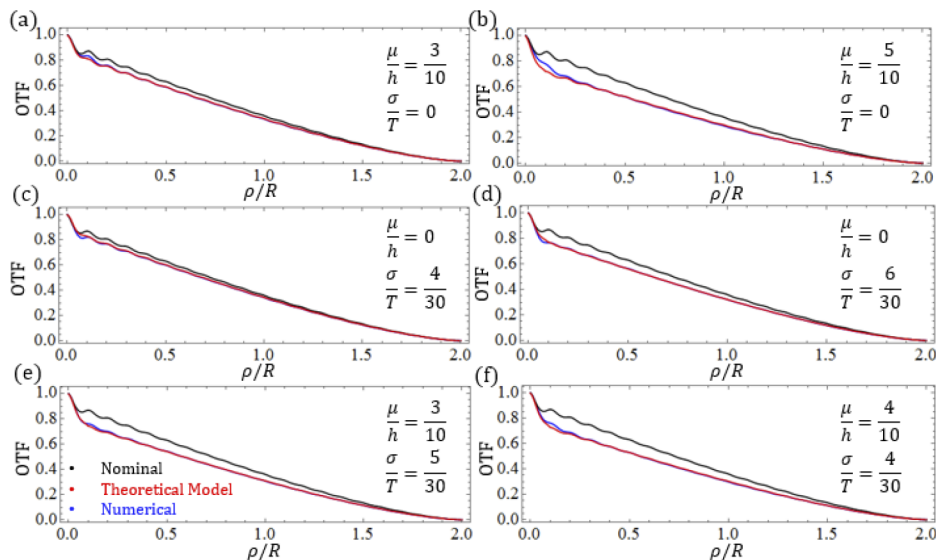 (a)
1.0
0.8
0.6
0.4
0.2
0.0
OTF
μ/h = 3/10
σ/T = 0
0.0 0.5 1.0 1.5 2.0
ρ/R
(b)
1.0
0.8
0.6
0.4
0.2
0.0
OTF
μ/h = 5/10
σ/T = 0
0.0 0.5 1.0 1.5 2.0
ρ/R
(c)
1.0
0.8
0.6
0.4
0.2
0.0
OTF
μ/h = 0
σ/T = 4/30
0.0 0.5 1.0 1.5 2.0
ρ/R
(d)
1.0
0.8
0.6
0.4
0.2
0.0
OTF
μ/h = 0
σ/T = 6/30
0.0 0.5 1.0 1.5 2.0
ρ/R
(e)
1.0
0.8
0.6
0.4
0.2
0.0
OTF
μ/h = 3/10
σ/T = 5/30
Nominal
Theoretical Model
Numerical
0.0 0.5 1.0 1.5 2.0
ρ/R
(f)
1.0
0.8
0.6
0.4
0.2
0.0
OTF
μ/h = 4/10
σ/T = 4/30
0.0 0.5 1.0 1.5 2.0
ρ/R